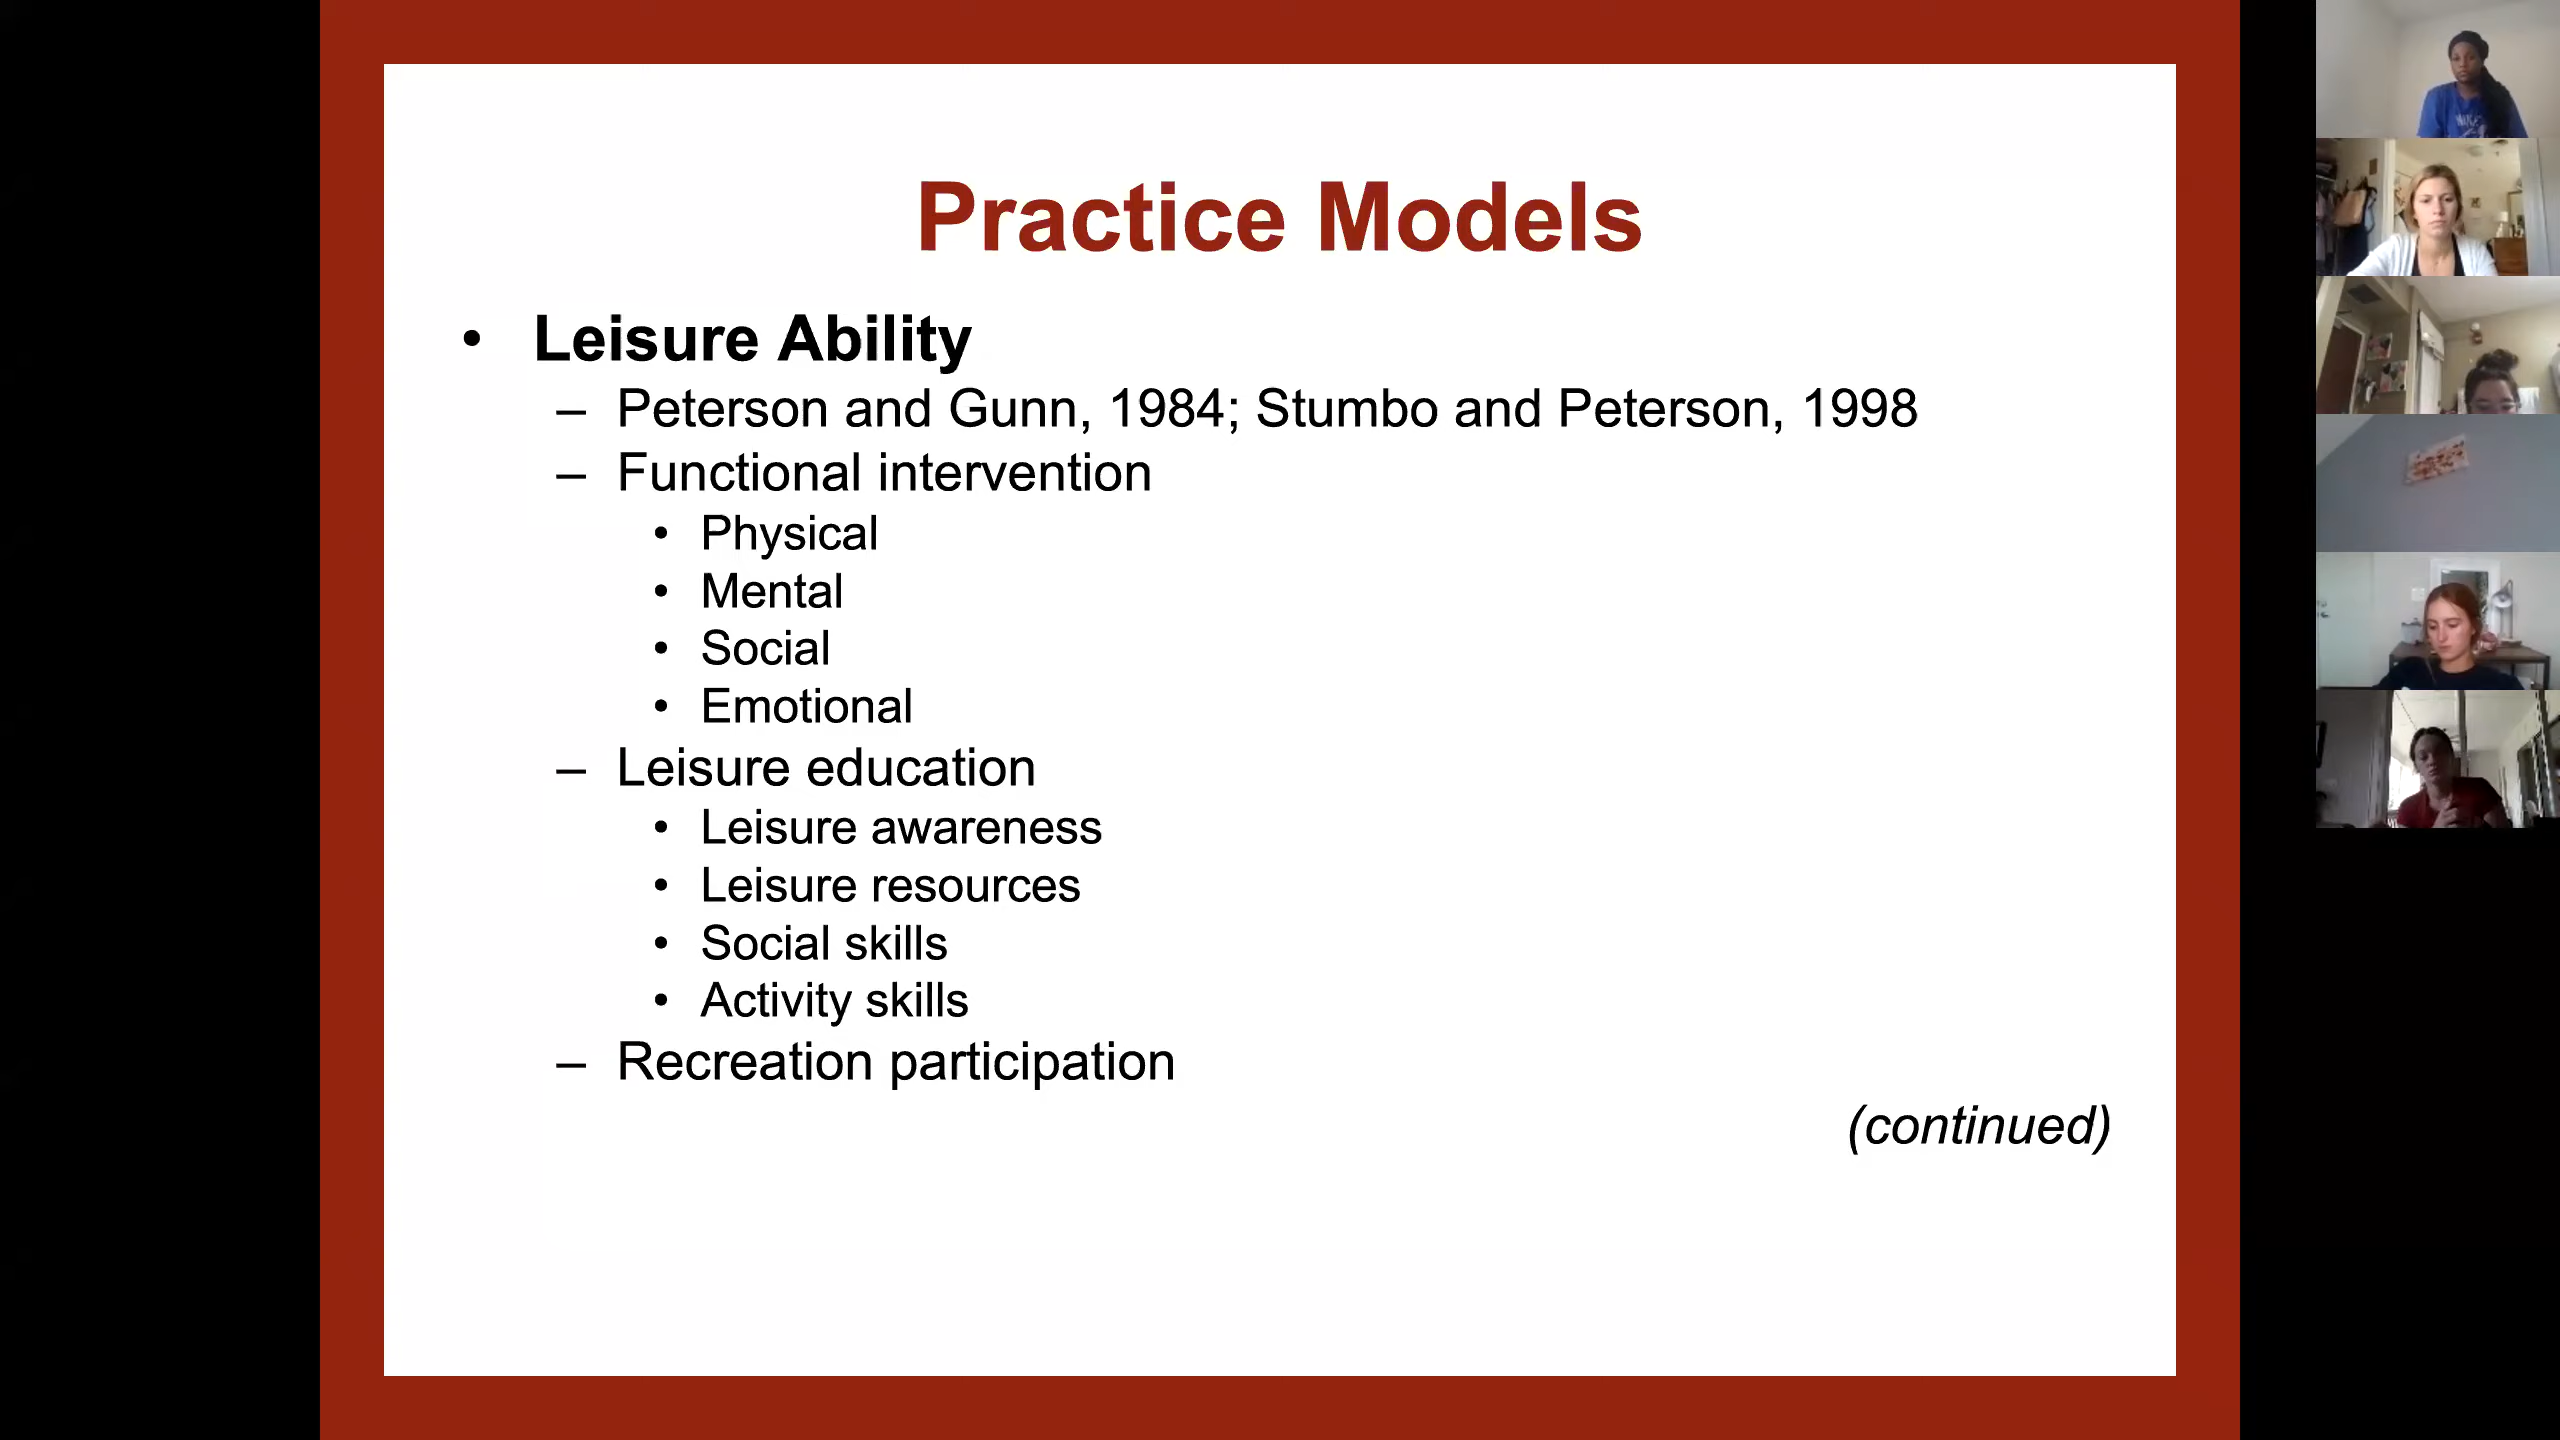 Practice Models
• Leisure Ability
– Peterson and Gunn, 1984; Stumbo and Peterson, 1998
– Functional intervention
• Physical
• Mental
• Social
• Emotional
– Leisure education
• Leisure awareness
• Leisure resources
• Social skills
• Activity skills
– Recreation participation
(continued)